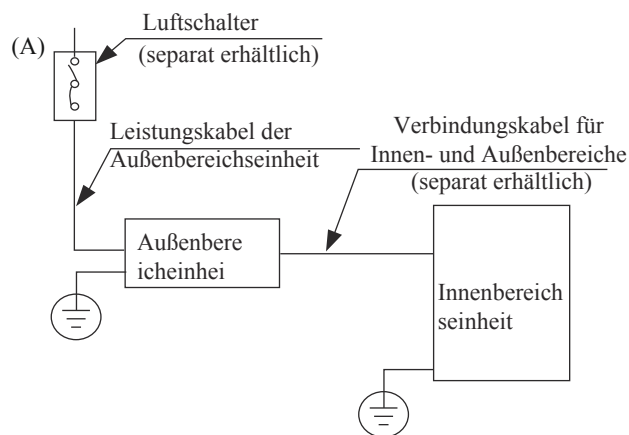 (A)
Luftschalter
(separat erhältlich)
Leistungskabel der
Außenbereichseinheit
Verbindungskabel für
Innen- und Außenbereiche
(separat erhältlich)
Außenbere
icheinhei
Innenbereich
seinheit